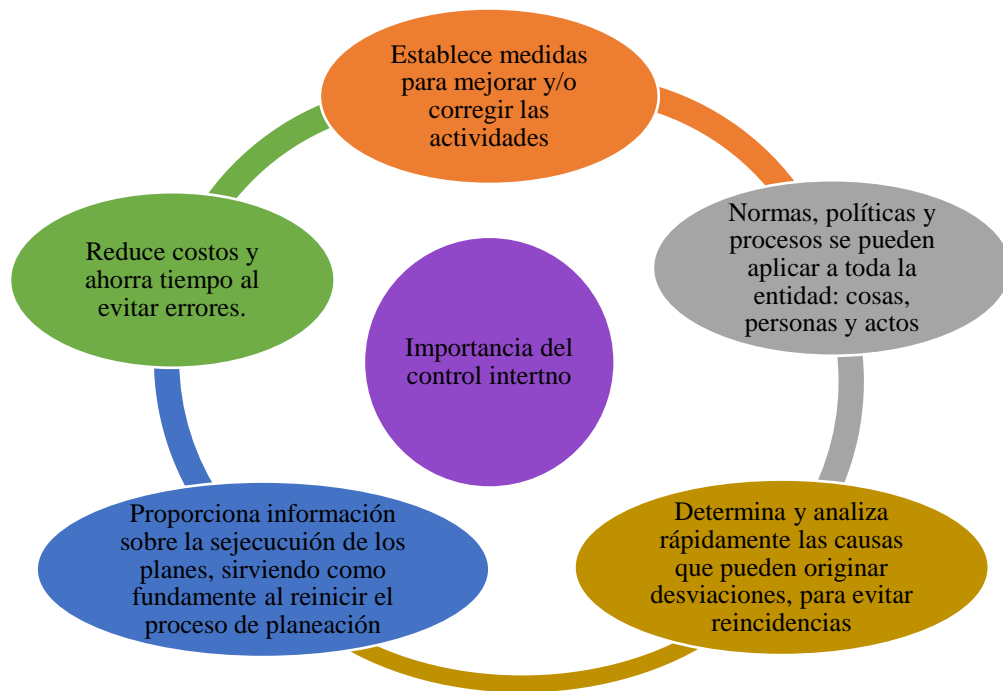 Establece medidas
para mejorar y/o
corregir las
actividades
Normas, políticas y
procesos se pueden
aplicar a toda la
entidad: cosas,
personas y actos
Determina y analiza
rápidamente las causas
que pueden originar
desviaciones, para evitar
reincidencias
Proporciona información
sobre la sejecucuión de los
planes, sirviendo como
fundamente al reinicir el
proceso de planeación
Reduce costos y
ahorra tiempo al
evitar errores.
Importancia del
control intertno